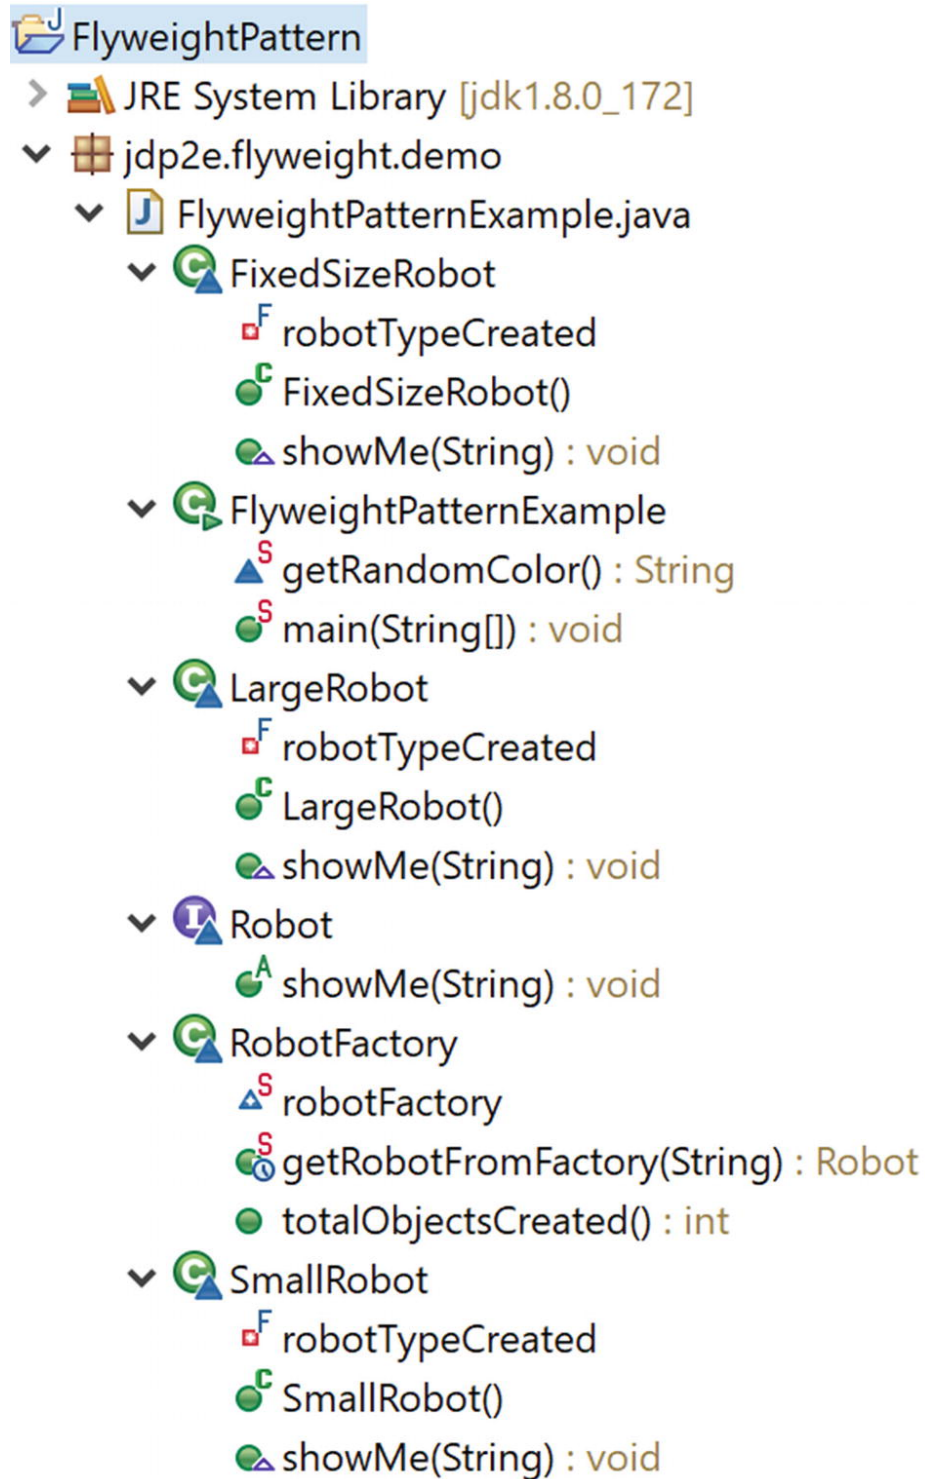 FlyweightPattern
JRE System Library [jdk1.8.0_172]
jdp2e.flyweight.demo
FlyweightPatternExample.java
FixedSizeRobot
robotTypeCreated
FixedSizeRobot()
showMe(String) : void
FlyweightPatternExample
getRandomColor() : String
main(String[]) : void
LargeRobot
robotTypeCreated
LargeRobot()
showMe(String) : void
Robot
showMe(String) : void
RobotFactory
robotFactory
getRobotFromFactory(String) : Robot
totalObjectsCreated() : int
SmallRobot
robotTypeCreated
SmallRobot()
showMe(String) : void